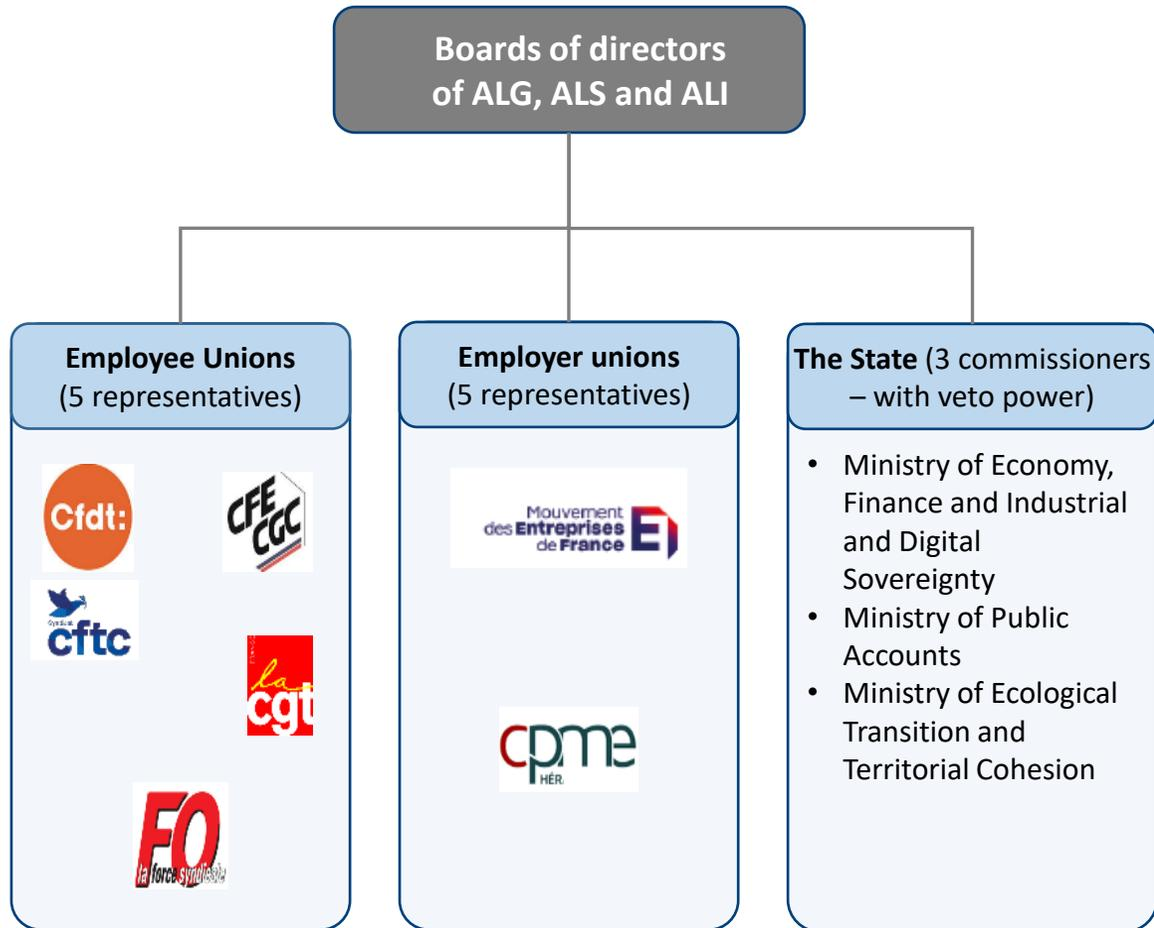 Boards of directors
of ALG, ALS and ALI
Employee Unions
(5 representatives)
Cfdt:
CFE
CGC
Syndicat
cftc
la
cgt
FO
la force syndicale
Employer unions
(5 representatives)
Mouvement
des Entreprises
de France
cpme
HÉR
The State (3 commissioners
– with veto power)
• Ministry of Economy,
Finance and Industrial
and Digital
Sovereignty
• Ministry of Public
Accounts
• Ministry of Ecological
Transition and
Territorial Cohesion